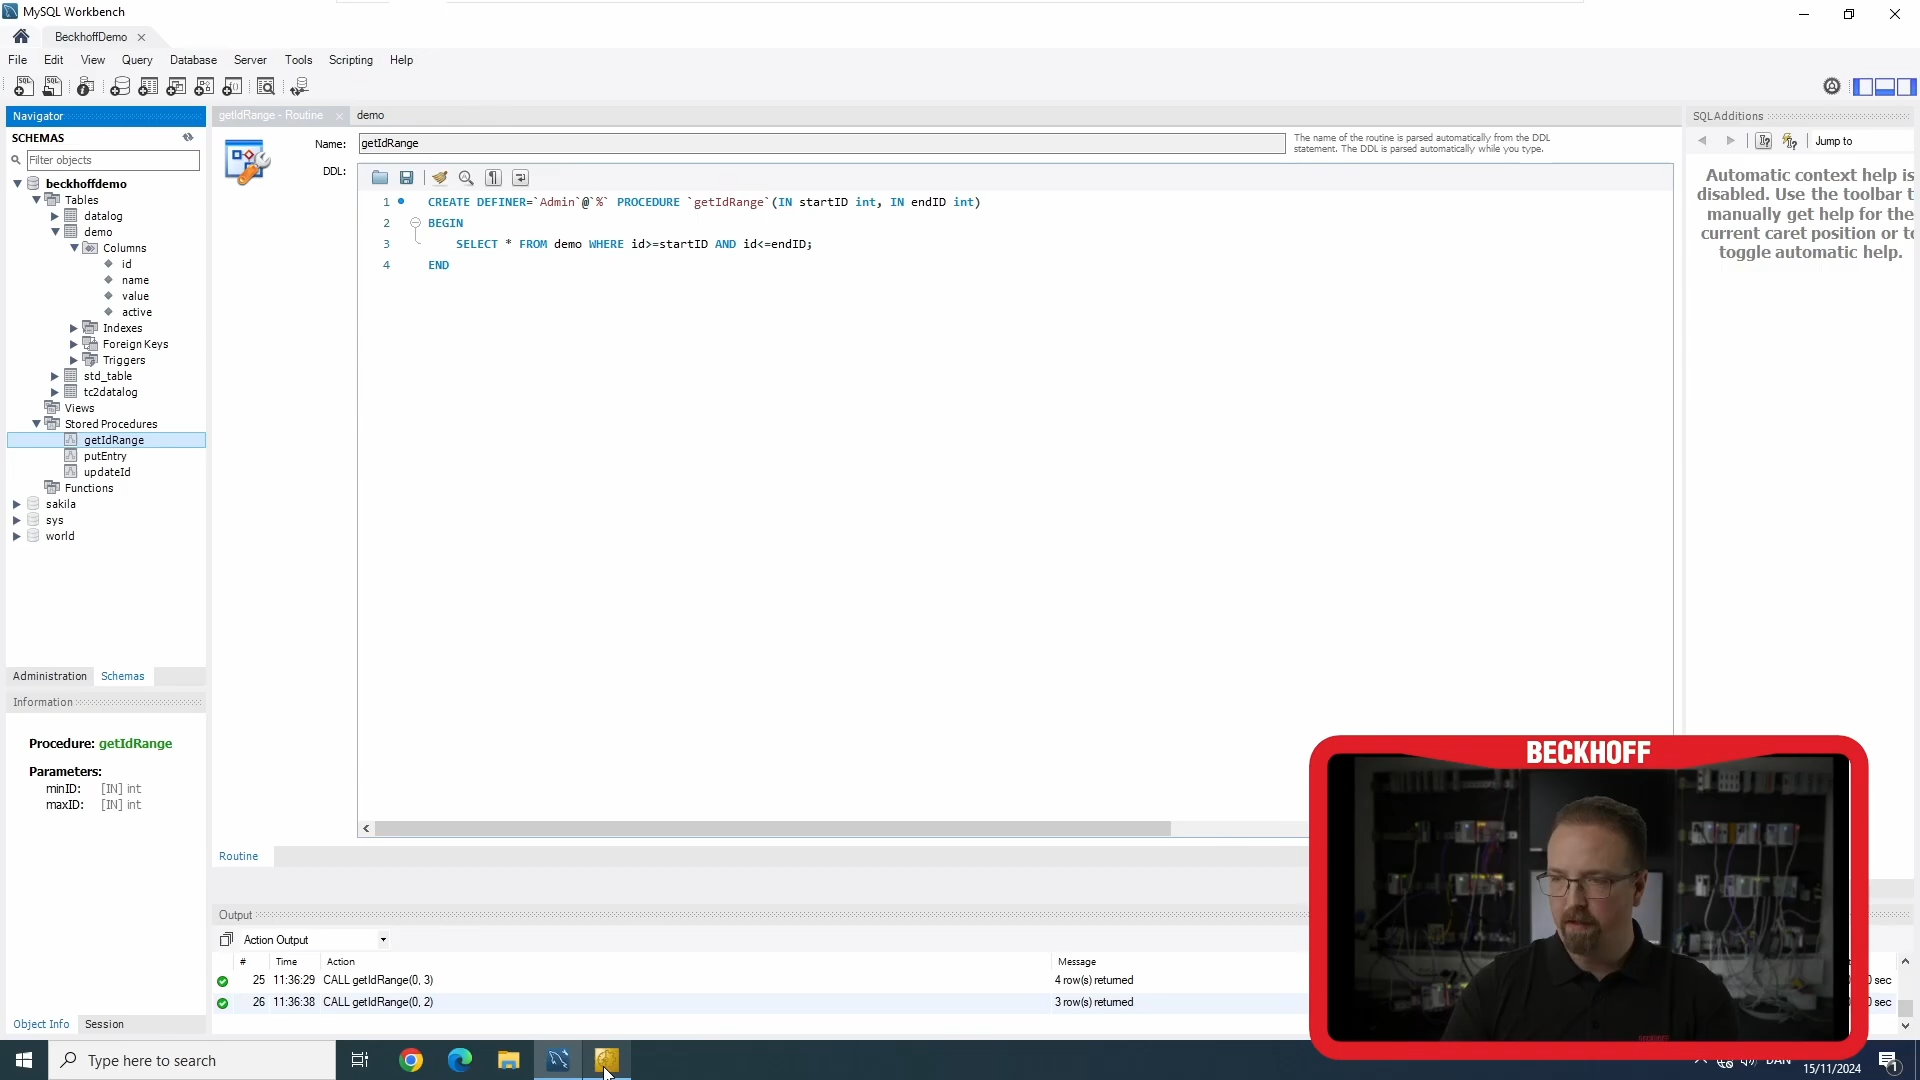 MySQL Workbench
BeckhoffDemo
File Edit View Query Database Server Tools Scripting Help
Navigator
SCHEMAS
Filter objects
beckhoffdemo
Tables
datalog
demo
Columns
id
name
value
active
Indexes
Foreign Keys
Triggers
std_table
tc2datalog
Views
Stored Procedures
getIdRange
putEntry
updateId
Functions
sakila
sys
world
Administration Schemas
Information
Procedure: getIdRange
Parameters:
minID: [IN] int
maxID: [IN] int
Object Info Session
getIdRange - Routine demo
Name: getIdRange
The name of the routine is parsed automatically from the DDL
statement. The DDL is parsed automatically while you type.
DDL:
1 CREATE DEFINER=`Admin`@`%` PROCEDURE `getIdRange`(IN startID int, IN endID int)
2 BEGIN
3 SELECT * FROM demo WHERE id>=startID AND id<=endID;
4 END
Routine
Output
Action Output
# Time Action Message
25 11:36:29 CALL getIdRange(0, 3) 4 row(s) returned
26 11:36:38 CALL getIdRange(0, 2) 3 row(s) returned
0 sec
0 sec
SQLAdditions
Jump to
Automatic context help is
disabled. Use the toolbar t
manually get help for the
current caret position or to
toggle automatic help.
BECKHOFF
Type here to search
DAN
15/11/2024
1